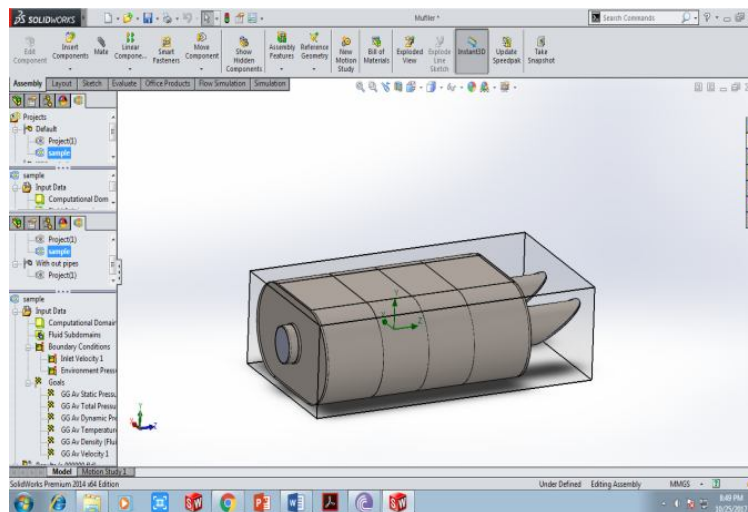 SOLIDWORKS
Muffler *
Search Commands
Edit Component
Insert Components
Mate
Linear Compone...
Smart Fasteners
Move Component
Show Hidden Components
Assembly Features
Reference Geometry
New Motion Study
Bill of Materials
Exploded View
Explode Line Sketch
Instant3D
Update Speedpak
Take Snapshot
Assembly Layout Sketch Evaluate Office Products Flow Simulation Simulation
Projects
Default
Project(1)
sample
sample
Input Data
Computational Dom
Project(1)
sample
With out pipes
Project(1)
sample
Input Data
Computational Domain
Fluid Subdomains
Boundary Conditions
Inlet Velocity 1
Environment Press
Goals
GG Av Static Pressu
GG Av Total Pressu
GG Av Dynamic Pre
GG Av Temperatur
GG Av Density (Flui
GG Av Velocity 1
Y
X
Z
Model Motion Study 1
SolidWorks Premium 2014 x64 Edition
Under Defined Editing Assembly MMGS
8:49 PM